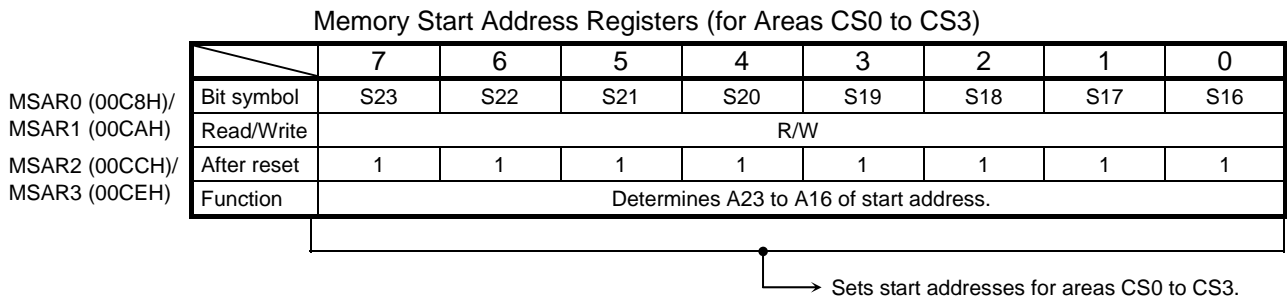 Memory Start Address Registers (for Areas CS0 to CS3)
7 6 5 4 3 2 1 0
MSAR0 (00C8H)/ Bit symbol S23 S22 S21 S20 S19 S18 S17 S16
MSAR1 (00CAH) Read/Write R/W
MSAR2 (00CCH)/ After reset 1 1 1 1 1 1 1 1
MSAR3 (00CEH) Function Determines A23 to A16 of start address.
Sets start addresses for areas CS0 to CS3.